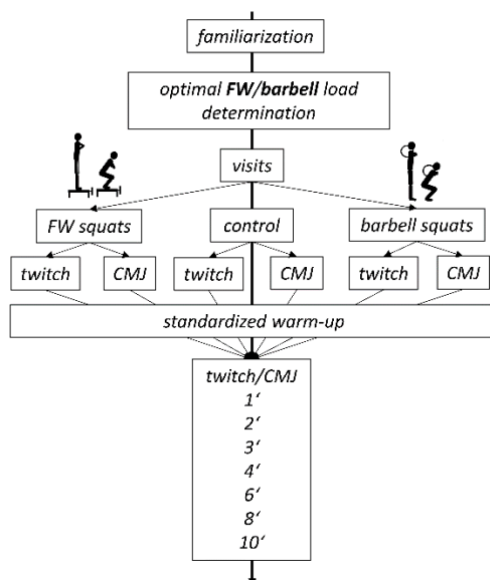 familiarization
optimal FW/barbell load
determination
visits
FW squats
control
barbell squats
twitch
CMJ
twitch
CMJ
twitch
CMJ
standardized warm-up
twitch/CMJ
1‘
2‘
3‘
4‘
6‘
8‘
10‘